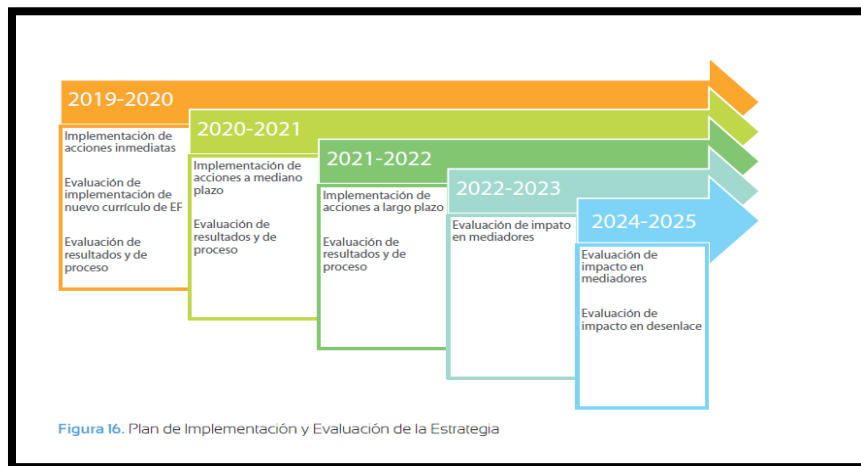 2019-2020
Implementación de
acciones inmediatas
Evaluación de
implementación de
nuevo currículo de EF
Evaluación de
resultados y de
proceso
2020-2021
Implementación de
acciones a mediano
plazo
Evaluación de
resultados y de
proceso
2021-2022
Implementación de
acciones a largo plazo
Evaluación de
resultados y de
proceso
2022-2023
Evaluación de impato
en mediadores
2024-2025
Evaluación de
impacto en
mediadores
Evaluación de
impacto en desenlace
Figura 16. Plan de Implementación y Evaluación de la Estrategia